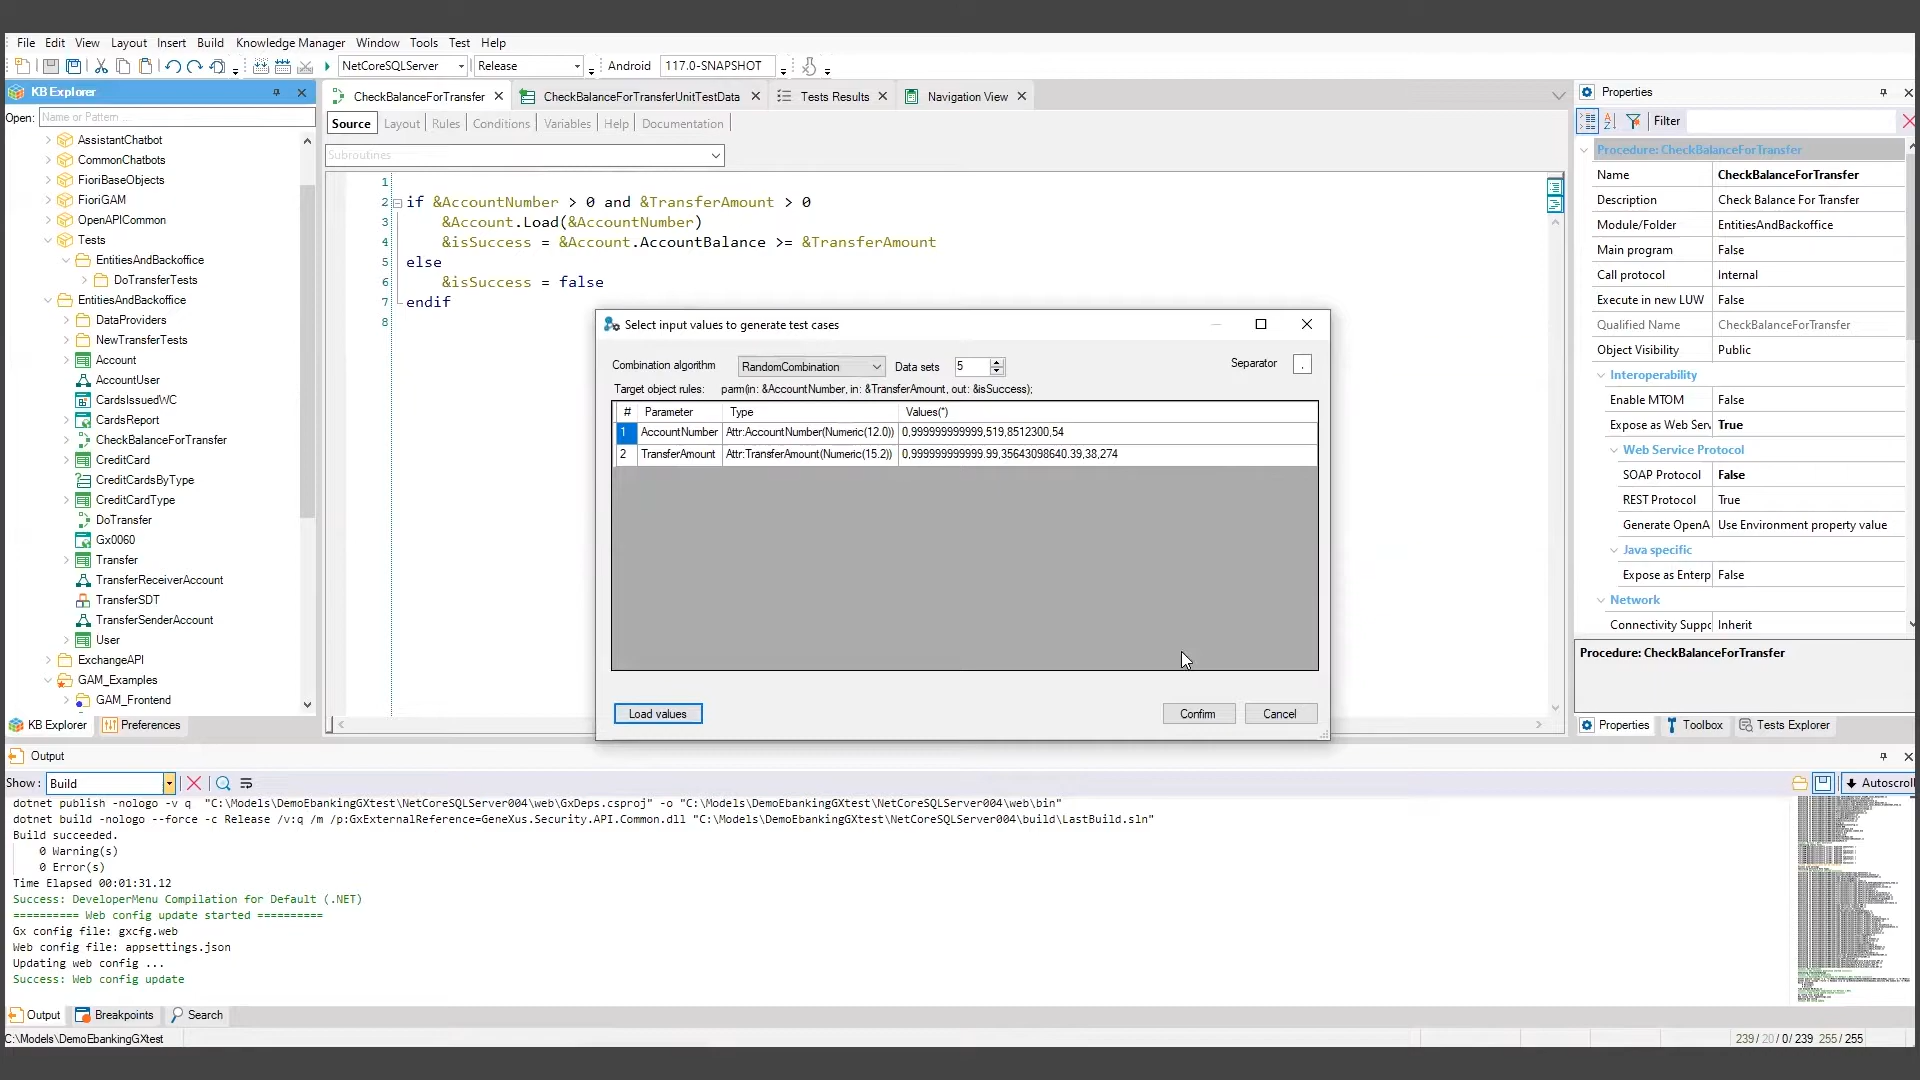 File Edit View Layout Insert Build Knowledge Manager Window Tools Test Help
NetCoreSQLServer Release Android 117.0-SNAPSHOT
KB Explorer
Open: Name or Pattern ...
AssistantChatbot
CommonChatbots
FioriBaseObjects
FioriGAM
OpenAPICommon
Tests
EntitiesAndBackoffice
DoTransferTests
EntitiesAndBackoffice
DataProviders
NewTransferTests
Account
AccountUser
CardsIssuedWC
CardsReport
CheckBalanceForTransfer
CreditCard
CreditCardsByType
CreditCardType
DoTransfer
Gx0060
Transfer
TransferReceiverAccount
TransferSDT
TransferSenderAccount
User
ExchangeAPI
GAM_Examples
GAM_Frontend
KB Explorer Preferences
CheckBalanceForTransfer CheckBalanceForTransferUnitTestData Tests Results Navigation View
Source Layout Rules Conditions Variables Help Documentation
Subroutines
1
2 if &AccountNumber > 0 and &TransferAmount > 0
3 &Account.Load(&AccountNumber)
4 &isSuccess = &Account.AccountBalance >= &TransferAmount
5 else
6 &isSuccess = false
7 endif
8
Select input values to generate test cases
Combination algorithm RandomCombination Data sets 5 Separator ,
Target object rules: parm(in: &AccountNumber, in: &TransferAmount, out: &isSuccess);
# Parameter Type Values(*)
1 AccountNumber Attr:AccountNumber(Numeric(12.0)) 0,999999999999,519,8512300,54
2 TransferAmount Attr:TransferAmount(Numeric(15.2)) 0,999999999999.99,35643098640.39,38,274
Load values Confirm Cancel
Properties
Filter
Procedure: CheckBalanceForTransfer
Name CheckBalanceForTransfer
Description Check Balance For Transfer
Module/Folder EntitiesAndBackoffice
Main program False
Call protocol Internal
Execute in new LUW False
Qualified Name CheckBalanceForTransfer
Object Visibility Public
Interoperability
Enable MTOM False
Expose as Web Serv True
Web Service Protocol
SOAP Protocol False
REST Protocol True
Generate OpenA Use Environment property value
Java specific
Expose as Enterp False
Network
Connectivity Suppo Inherit
Procedure: CheckBalanceForTransfer
Properties Toolbox Tests Explorer
Output
Show: Build Autoscroll
dotnet publish -nologo -v q "C:\Models\DemoEbankingGXtest\NetCoreSQLServer004\web\GxDeps.csproj" -o "C:\Models\DemoEbankingGXtest\NetCoreSQLServer004\web\bin"
dotnet build -nologo --force -c Release /v:q /m /p:GxExternalReference=GeneXus.Security.API.Common.dll "C:\Models\DemoEbankingGXtest\NetCoreSQLServer004\build\LastBuild.sln"
Build succeeded.
0 Warning(s)
0 Error(s)
Time Elapsed 00:01:31.12
Success: DeveloperMenu Compilation for Default (.NET)
========== Web config update started ==========
Gx config file: gxcfg.web
Web config file: appsettings.json
Updating web config ...
Success: Web config update
Output Breakpoints Search
C:\Models\DemoEbankingGXtest 239/ 20/ 0/ 239 255/ 255